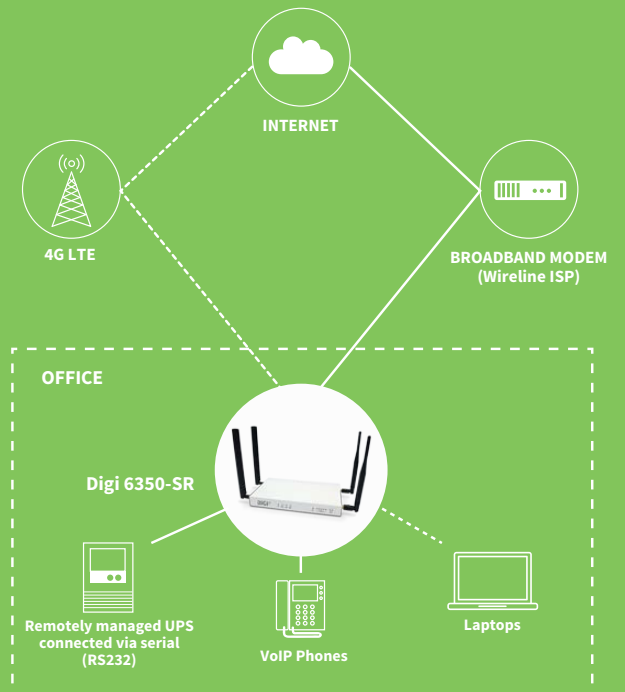 INTERNET
4G LTE
BROADBAND MODEM
(Wireline ISP)
OFFICE
Digi 6350-SR
DIGI
Remotely managed UPS
connected via serial
(RS232)
VoIP Phones
Laptops